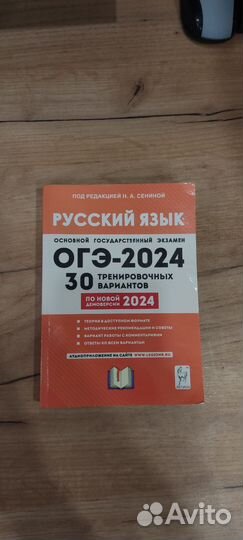 ПОД РЕДАКЦИЕЙ Н. А. СЕНИНОЙ
РУССКИЙ ЯЗЫК
ОСНОВНОЙ ГОСУДАРСТВЕННЫЙ ЭКЗАМЕН
ОГЭ-2024
30 ТРЕНИРОВОЧНЫХ
ВАРИАНТОВ
ПО НОВОЙ
ДЕМОВЕРСИИ 2024
ТЕОРИЯ В ДОСТУПНОМ ФОРМАТЕ
МЕТОДИЧЕСКИЕ РЕКОМЕНДАЦИИ И СОВЕТЫ
ВАРИАНТ РАБОТЫ С КОММЕНТАРИЯМИ
ОТВЕТЫ КО ВСЕМ ВАРИАНТАМ
АУДИОПРИЛОЖЕНИЕ НА САЙТЕ WWW.LEGIONR.RU
ЛЕГИОН
Avito